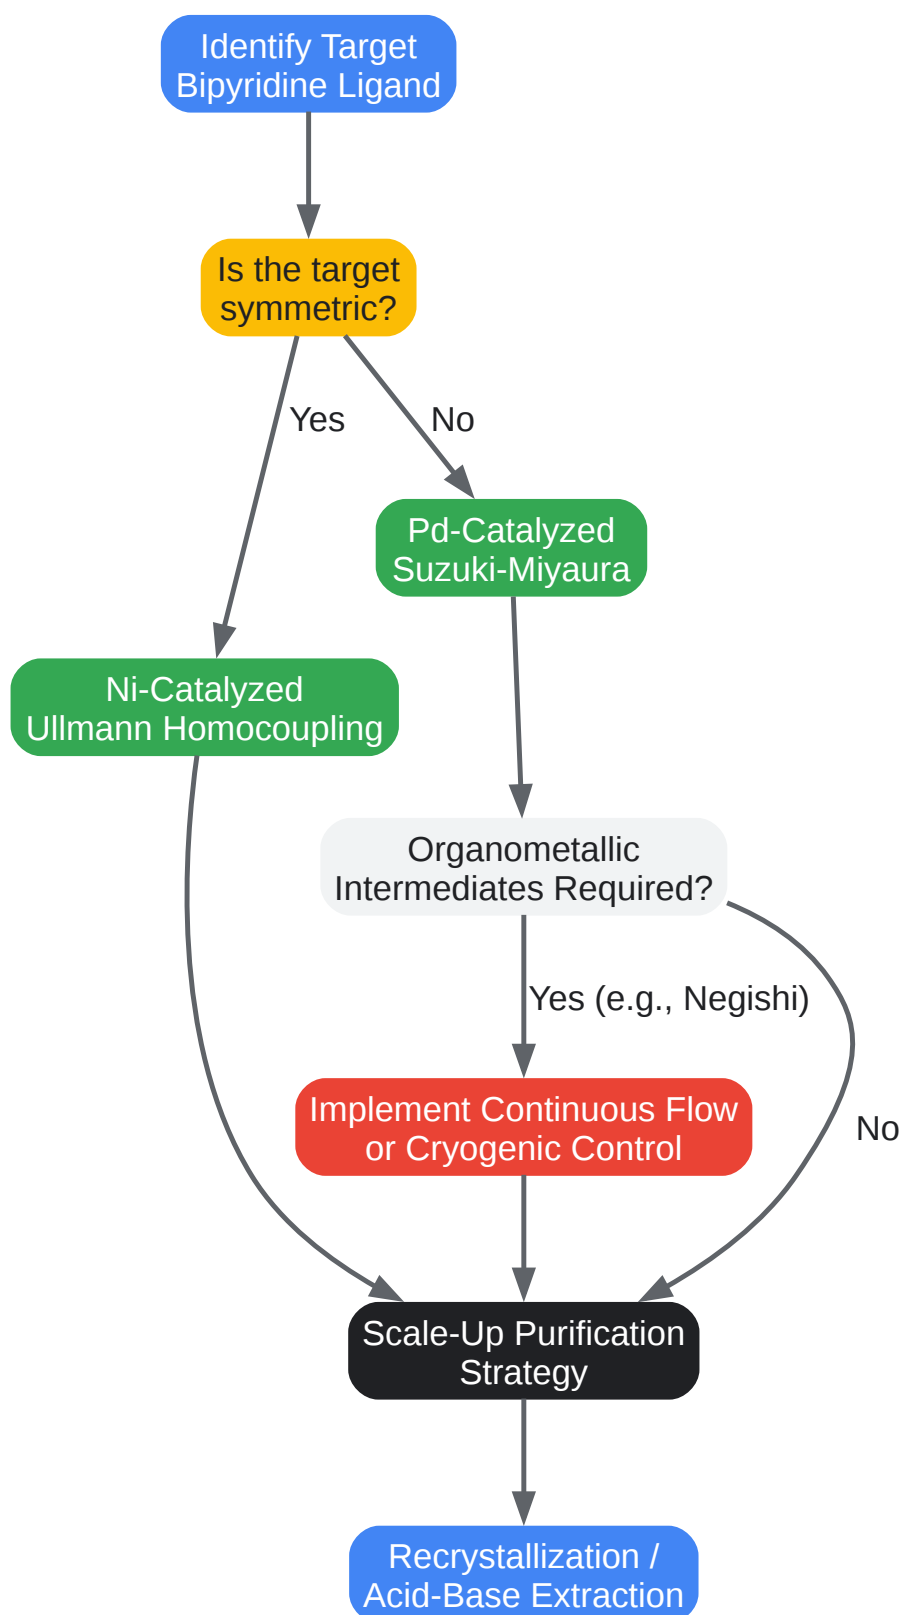 Identify Target
Bipyridine Ligand
Is the target
symmetric?
Yes
No
Pd-Catalyzed
Suzuki-Miyaura
Ni-Catalyzed
Ullmann Homocoupling
Organometallic
Intermediates Required?
Yes (e.g., Negishi)
Implement Continuous Flow
or Cryogenic Control
No
Scale-Up Purification
Strategy
Recrystallization /
Acid-Base Extraction